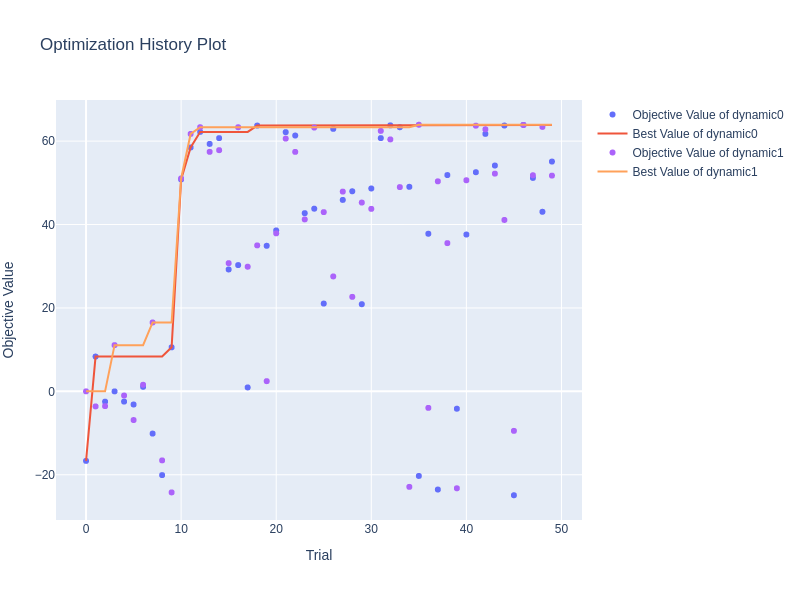 Optimization History Plot
Objective Value of dynamic0
Best Value of dynamic0
Objective Value of dynamic1
Best Value of dynamic1
Objective Value
60
40
20
0
−20
0 10 20 30 40 50
Trial